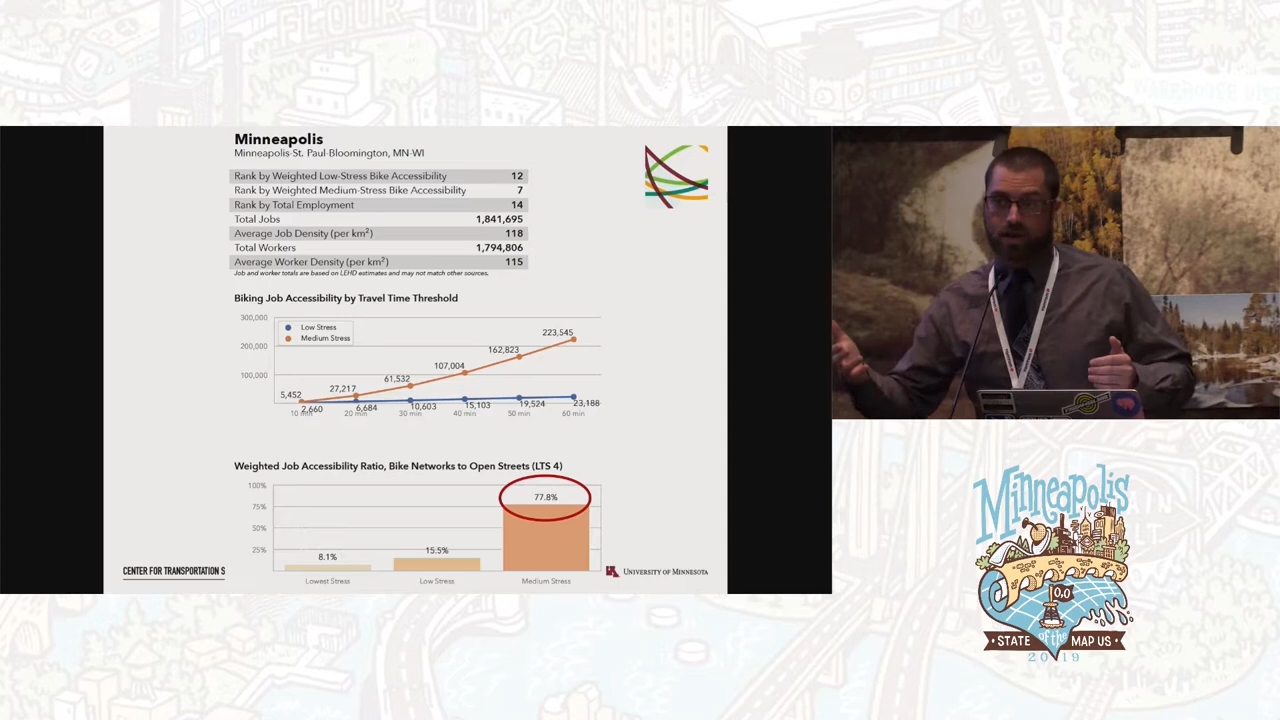 Minneapolis
Minneapolis-St. Paul-Bloomington, MN-WI
Rank by Weighted Low-Stress Bike Accessibility 12
Rank by Weighted Medium-Stress Bike Accessibility 7
Rank by Total Employment 14
Total Jobs 1,841,695
Average Job Density (per km²) 118
Total Workers 1,794,806
Average Worker Density (per km²) 115
Job and worker totals are based on LEHD estimates and may not match other sources.
Biking Job Accessibility by Travel Time Threshold
300,000
200,000
100,000
Low Stress
Medium Stress
5,452 27,217 61,532 107,004 162,823 223,545
2,660 6,684 10,603 15,103 19,524 23,188
10 min 20 min 30 min 40 min 50 min 60 min
Weighted Job Accessibility Ratio, Bike Networks to Open Streets (LTS 4)
100%
75%
50%
25%
8.1% 15.5% 77.8%
Lowest Stress Low Stress Medium Stress
CENTER FOR TRANSPORTATION S
UNIVERSITY OF MINNESOTA
Minneapolis
0,0
STATE of the MAP US
2019
FLOUR